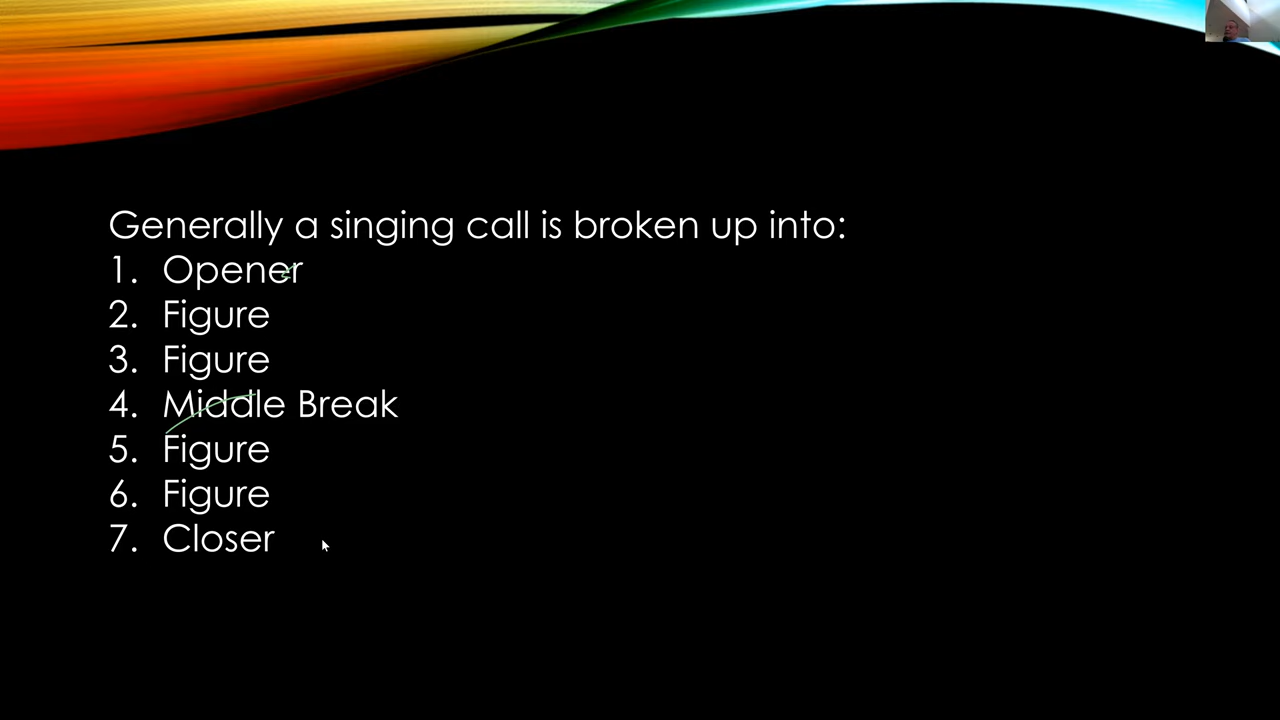 Generally a singing call is broken up into:
1. Opener
2. Figure
3. Figure
4. Middle Break
5. Figure
6. Figure
7. Closer